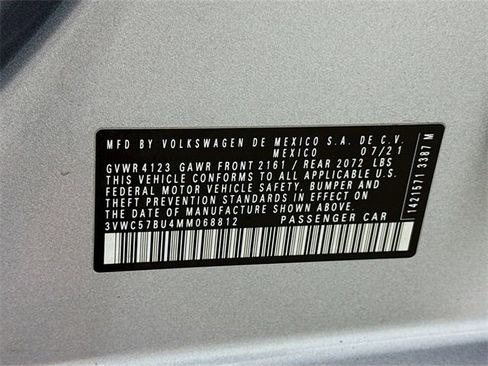 MFD BY VOLKSWAGEN DE MEXICO S.A. DE C.V.
MEXICO 07/21
GVWR 4123 GAWR FRONT 2161 / REAR 2072 LBS
THIS VEHICLE CONFORMS TO ALL APPLICABLE U.S.
FEDERAL MOTOR VEHICLE SAFETY, BUMPER AND
THEFT PREVENTION STANDARDS IN EFFECT ON
THE DATE OF MANUFACTURE SHOWN ABOVE.
3VWC57BU4MM068812 PASSENGER CAR
1421571 3387 M